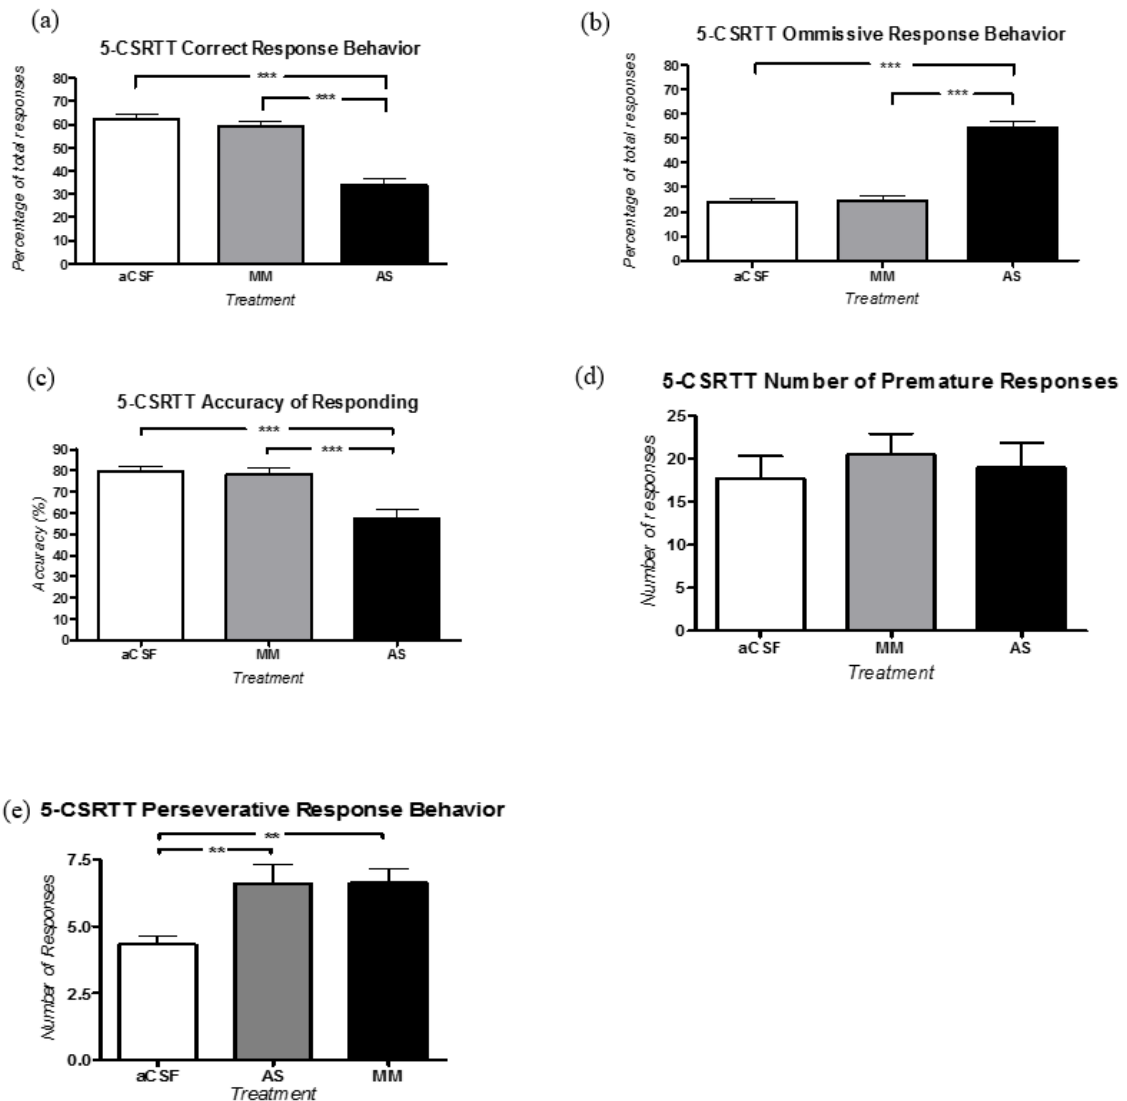 (a)
5-CSRTT Correct Response Behavior
***
***
80
70
60
50
40
30
20
10
0
Percentage of total responses
aCSF MM AS
Treatment
(b)
5-CSRTT Ommissive Response Behavior
***
***
80
70
60
50
40
30
20
10
0
Percentage of total responses
aCSF MM AS
Treatment
(c)
5-CSRTT Accuracy of Responding
***
***
90
80
70
60
50
40
30
20
10
0
Accuracy (%)
aCSF MM AS
Treatment
(d)
5-CSRTT Number of Premature Responses
25
20
15
10
5
0
Number of responses
aCSF MM AS
Treatment
(e) 5-CSRTT Perseverative Response Behavior
**
**
7.5
5.0
2.5
0.0
Number of Responses
aCSF AS MM
Treatment